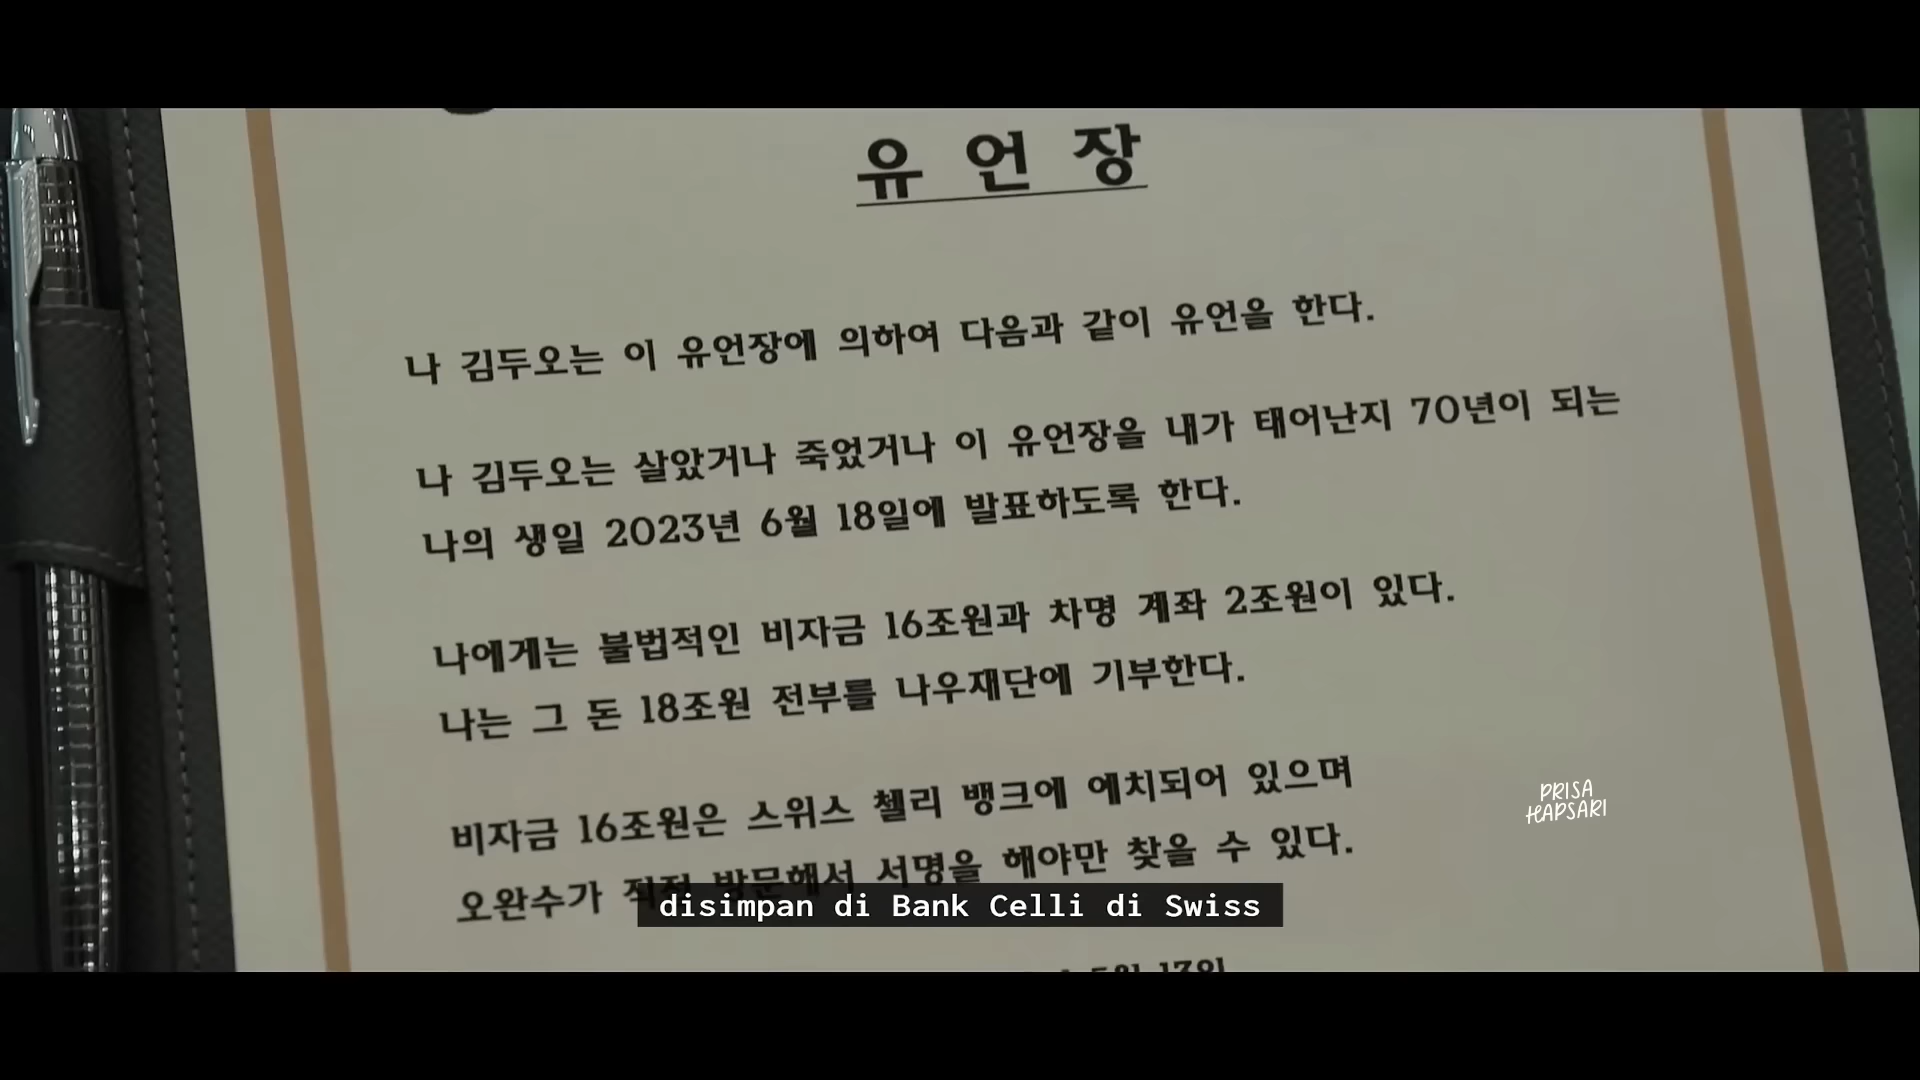 유 언 장
나 김두오는 이 유언장에 의하여 다음과 같이 유언을 한다.
나 김두오는 살았거나 죽었거나 이 유언장을 내가 태어난지 70년이 되는
나의 생일 2023년 6월 18일에 발표하도록 한다.
나에게는 불법적인 비자금 16조원과 차명 계좌 2조원이 있다.
나는 그 돈 18조원 전부를 나우재단에 기부한다.
비자금 16조원은 스위스 첼리 뱅크에 에치되어 있으며
오완수가 직접 방문해서 서명을 해야만 찾을 수 있다.
PRISA
HAPSARI
disimpan di Bank Celli di Swiss